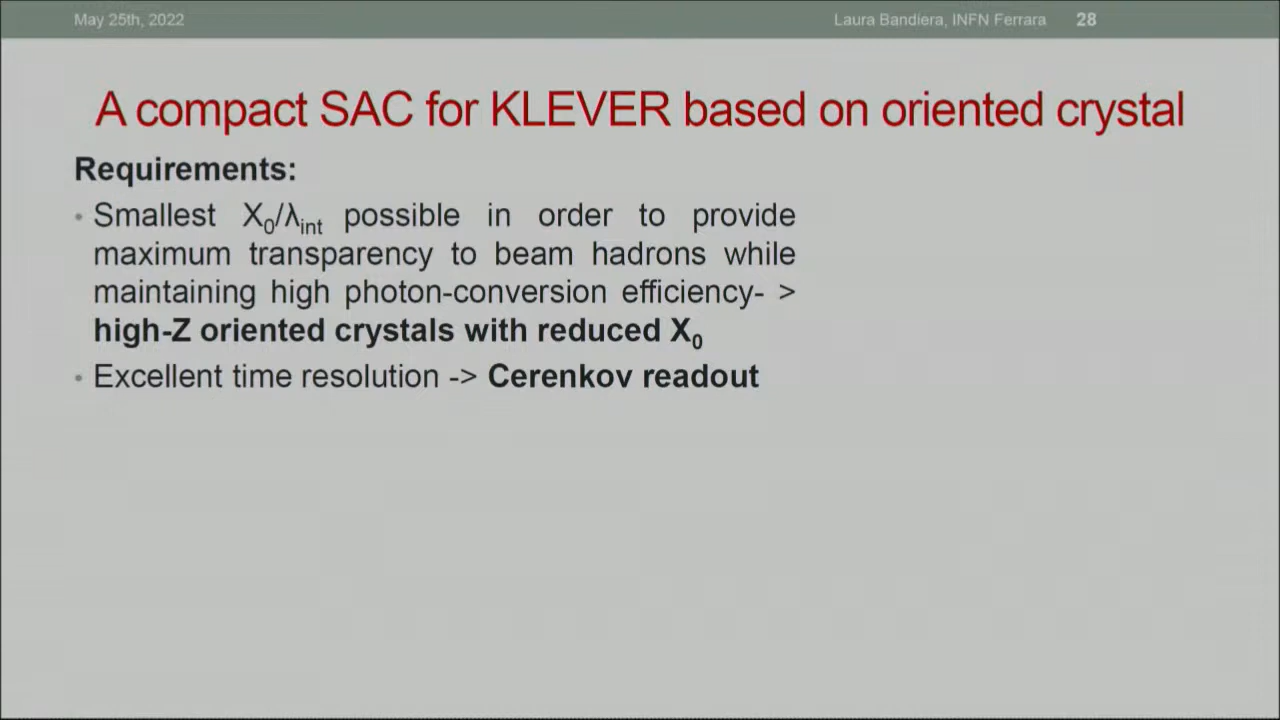 May 25th, 2022
Laura Bandiera, INFN Ferrara 28
A compact SAC for KLEVER based on oriented crystal
Requirements:
• Smallest X₀/λint possible in order to provide
maximum transparency to beam hadrons while
maintaining high photon-conversion efficiency- >
high-Z oriented crystals with reduced X₀
• Excellent time resolution -> Cerenkov readout